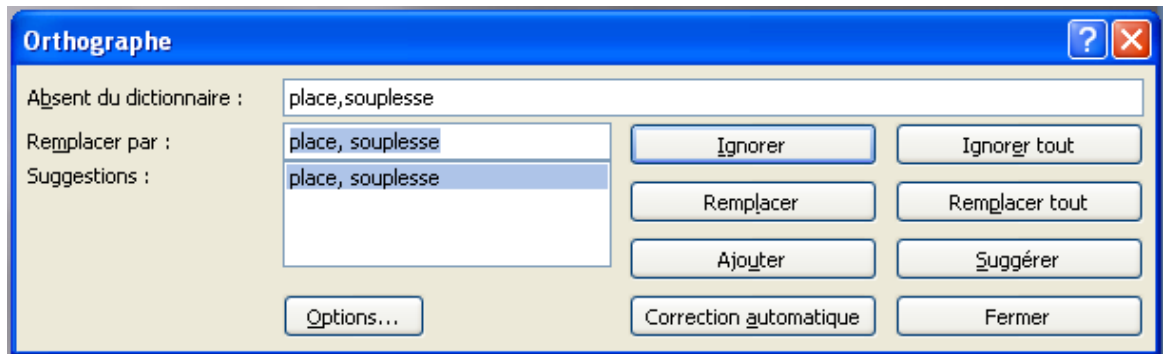 Orthographe
Absent du dictionnaire : place,souplesse
Remplacer par : place, souplesse Ignorer Ignorer tout
Suggestions : place, souplesse
Remplacer Remplacer tout
Ajouter Suggérer
Options... Correction automatique Fermer